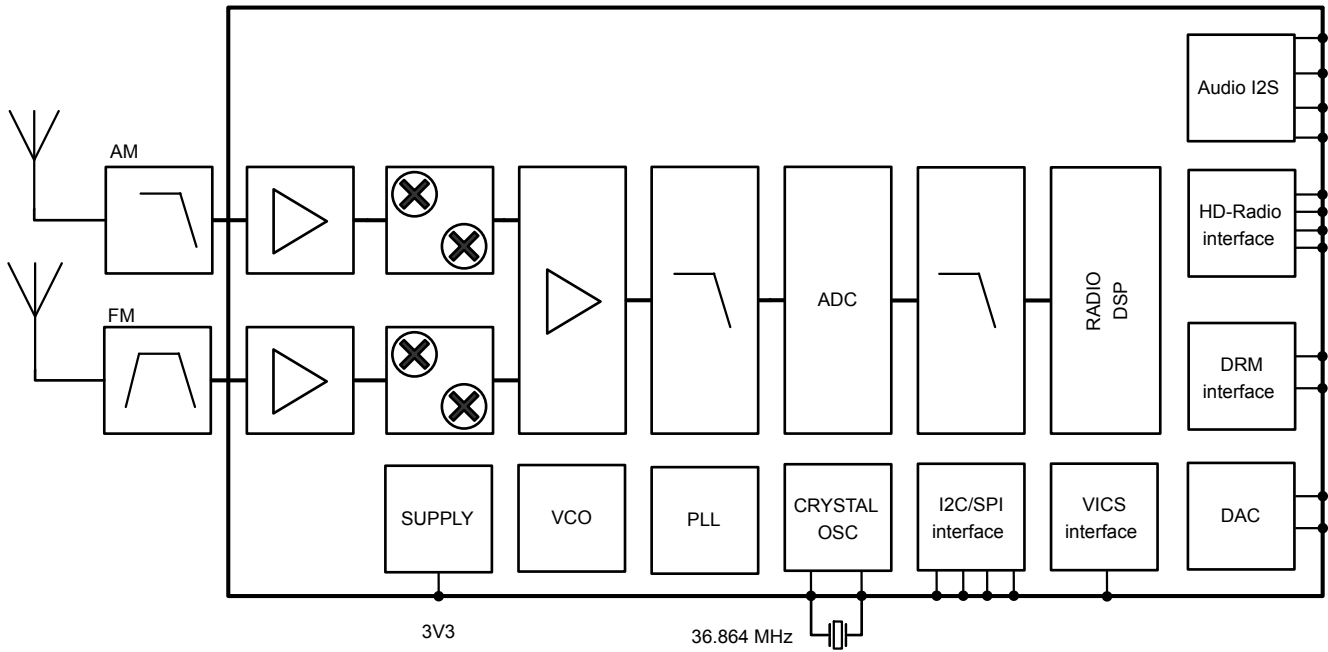 Audio I2S
AM
HD-Radio
interface
ADC
RADIO
DSP
FM
DRM
interface
SUPPLY
VCO
PLL
CRYSTAL
OSC
I2C/SPI
interface
VICS
interface
DAC
3V3
36.864 MHz